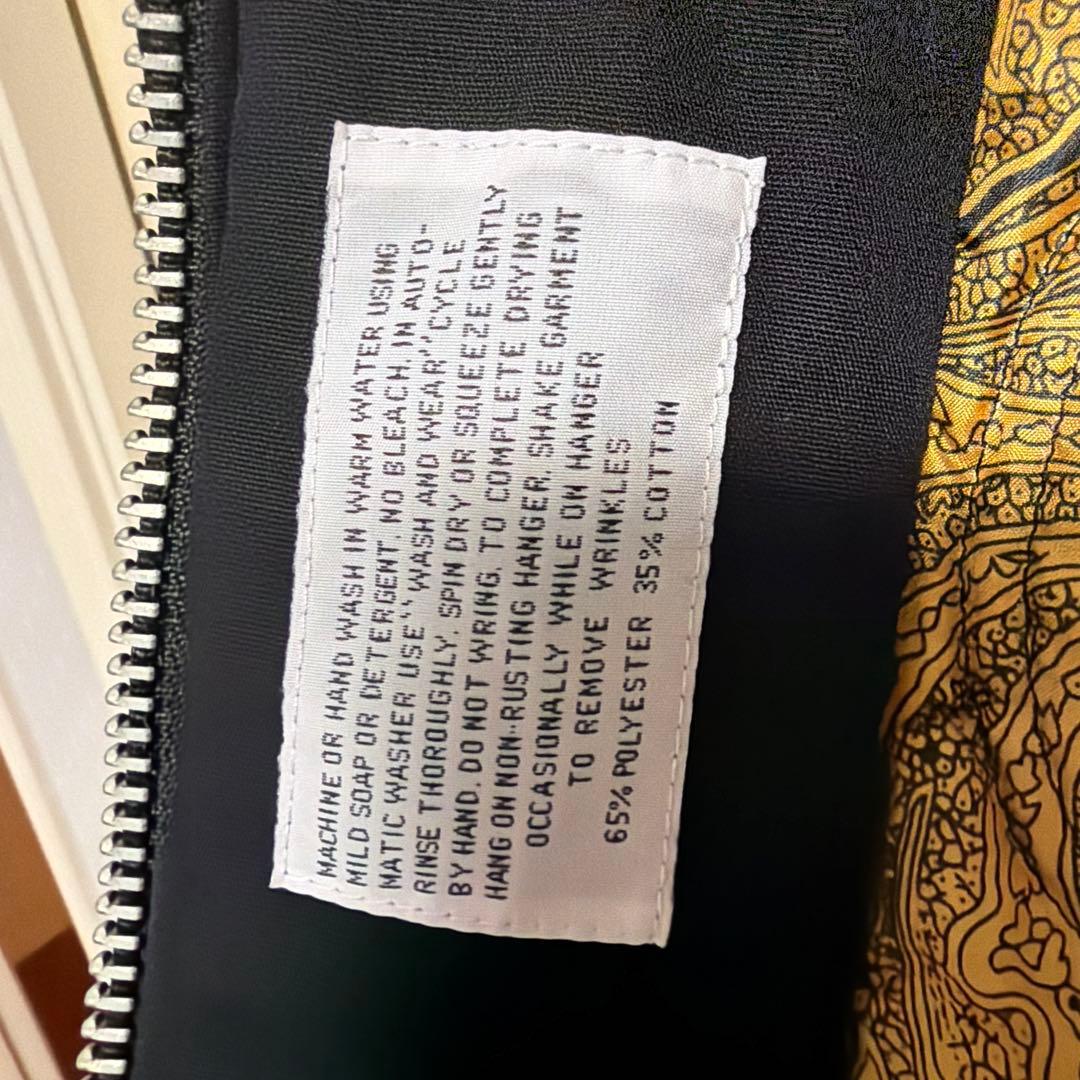 MACHINE OR HAND WASH IN WARM WATER USING
MILD SOAP OR DETERGENT. NO BLEACH. IN AUTO-
MATIC WASHER USE "WASH AND WEAR" CYCLE
RINSE THOROUGHLY. SPIN DRY OR SQUEEZE GENTLY
BY HAND. DO NOT WRING. TO COMPLETE DRYING
HANG ON NON-RUSTING HANGER. SHAKE GARMENT
OCCASIONALLY WHILE ON HANGER
TO REMOVE WRINKLES
65% POLYESTER 35% COTTON